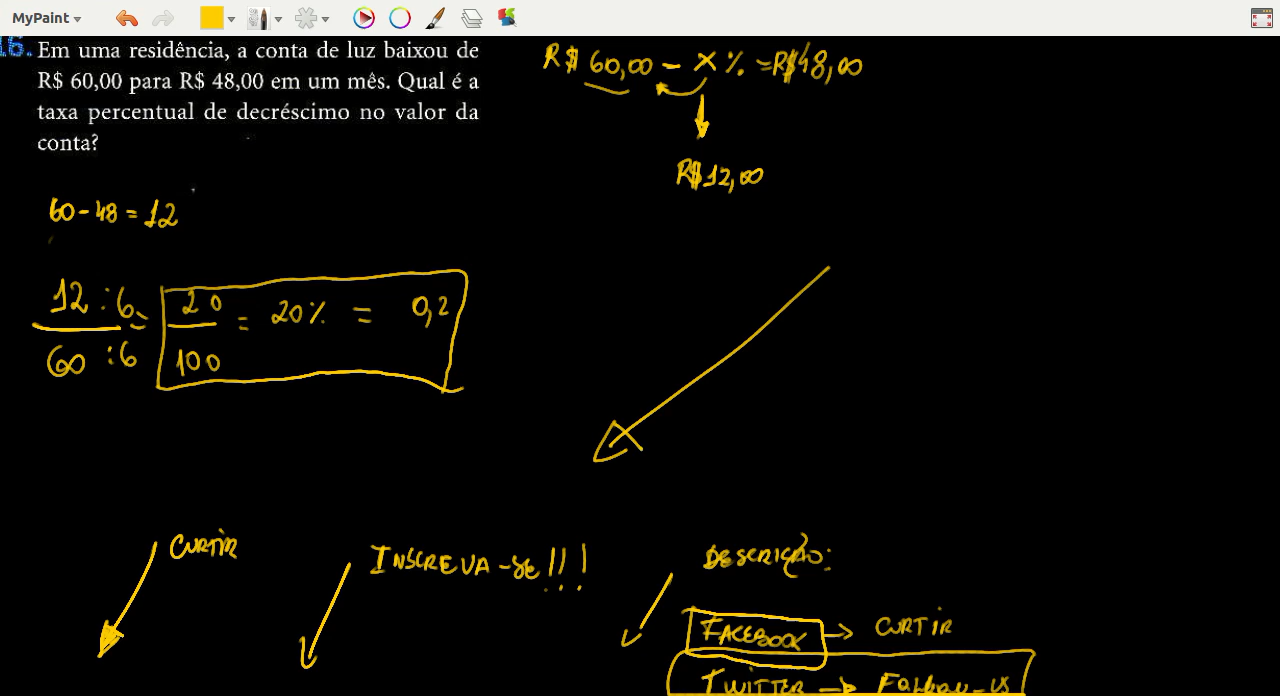 MyPaint
16. Em uma residência, a conta de luz baixou de
R$ 60,00 para R$ 48,00 em um mês. Qual é a
taxa percentual de decréscimo no valor da
conta?
R$ 60,00 - X % = R$48,00
R$12,00
60-48=12
12 :6 = 20 = 20% = 0,2
60 :6 100
CURTIR
INSCREVA-SE!!!
DESCRIÇÃO:
FACEBOOK → CURTIR
TWITTER → FOLLOW-US